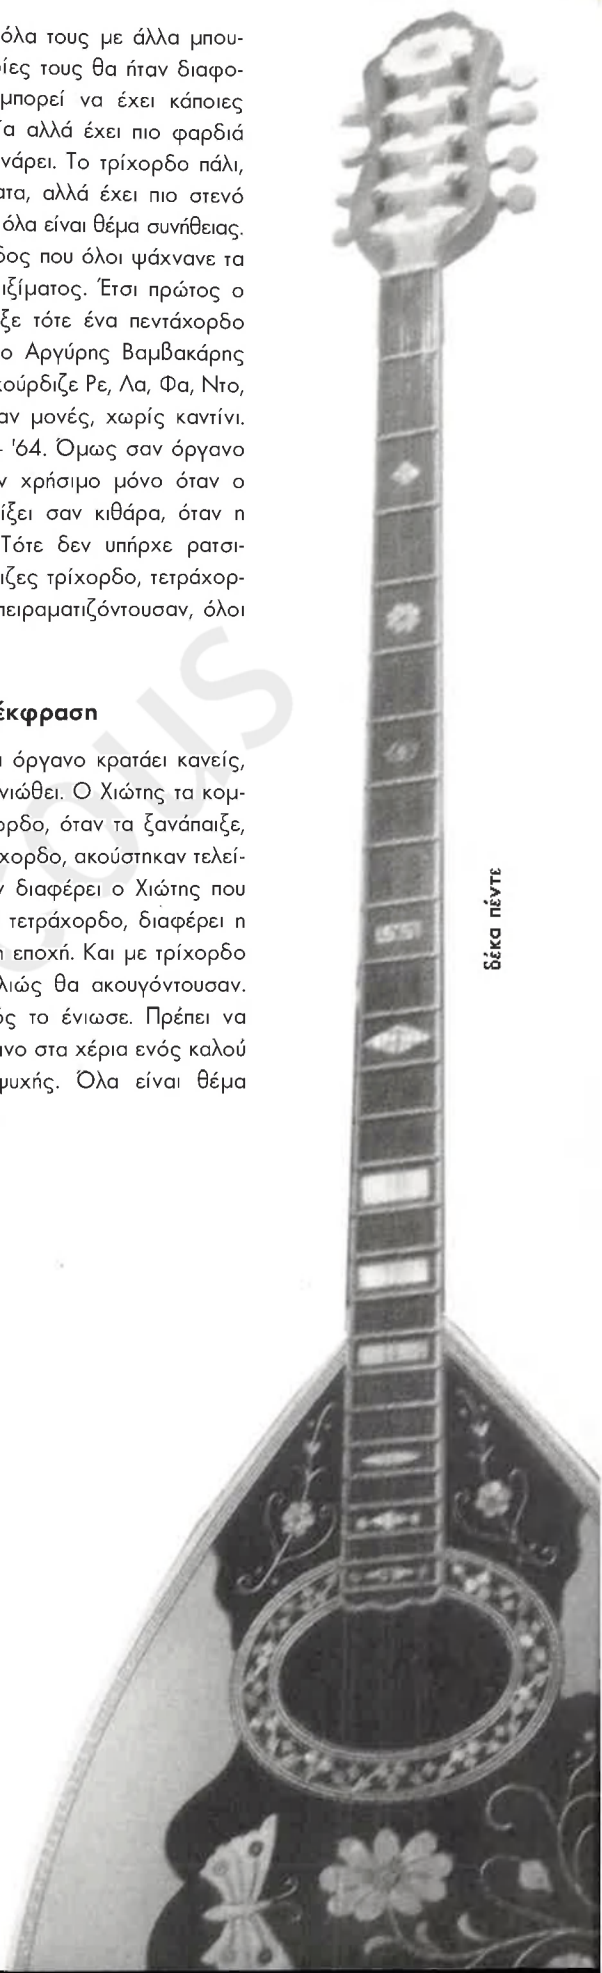 όλα τους με άλλα μπου-
ίες τους θα ήταν διαφο-
μπορεί να έχει κάποιες
α αλλά έχει πιο φαρδιά
νάρει. Το τρίχορδο πάλι,
ατα, αλλά έχει πιο στενό
όλα είναι θέμα συνήθειας.
δος που όλοι ψάχνανε τα
ιξίματος. Έτσι πρώτος ο
ξε τότε ένα πεντάχορδο
ο Αργύρης Βαμβακάρης
κούρδιζε Ρε, Λα, Φα, Ντο,
αν μονές, χωρίς καντίνι.
- '64. Όμως σαν όργανο
ν χρήσιμο μόνο όταν ο
ίξει σαν κιθάρα, όταν η
Τότε δεν υπήρχε ρατσι-
ιζες τρίχορδο, τετράχορ-
πειραματιζόντουσαν, όλοι
έκφραση
ι όργανο κρατάει κανείς,
νιώθει. Ο Χιώτης τα κομ-
ορδο, όταν τα ξανάπαιξε,
χορδο, ακούστηκαν τελεί-
ν διαφέρει ο Χιώτης που
τετράχορδο, διαφέρει η
η εποχή. Και με τρίχορδο
λιώς θα ακουγόντουσαν.
ός το ένιωσε. Πρέπει να
ανο στα χέρια ενός καλού
ψυχής. Όλα είναι θέμα
δέκα πέντε
cous